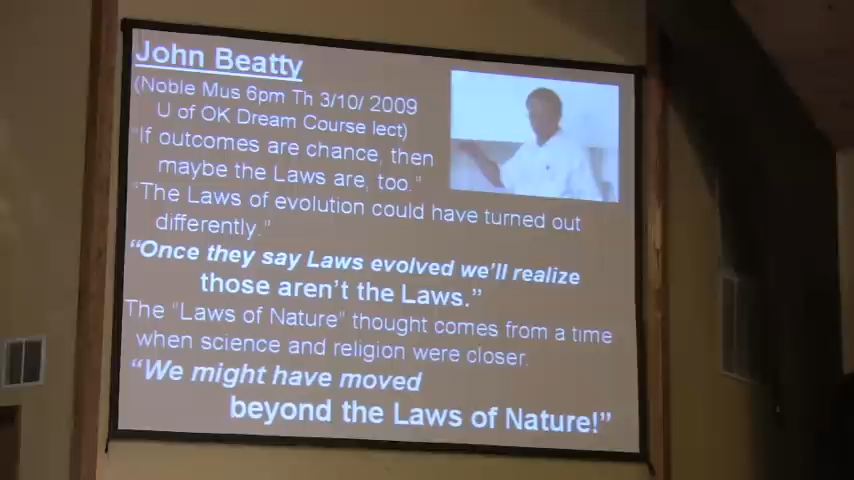 John Beatty
(Noble Mus 6pm Th 3/10/ 2009
U of OK Dream Course lect)
"If outcomes are chance, then
maybe the Laws are, too."
"The Laws of evolution could have turned out
differently."
"Once they say Laws evolved we'll realize
those aren't the Laws."
The "Laws of Nature" thought comes from a time
when science and religion were closer.
"We might have moved
beyond the Laws of Nature!"